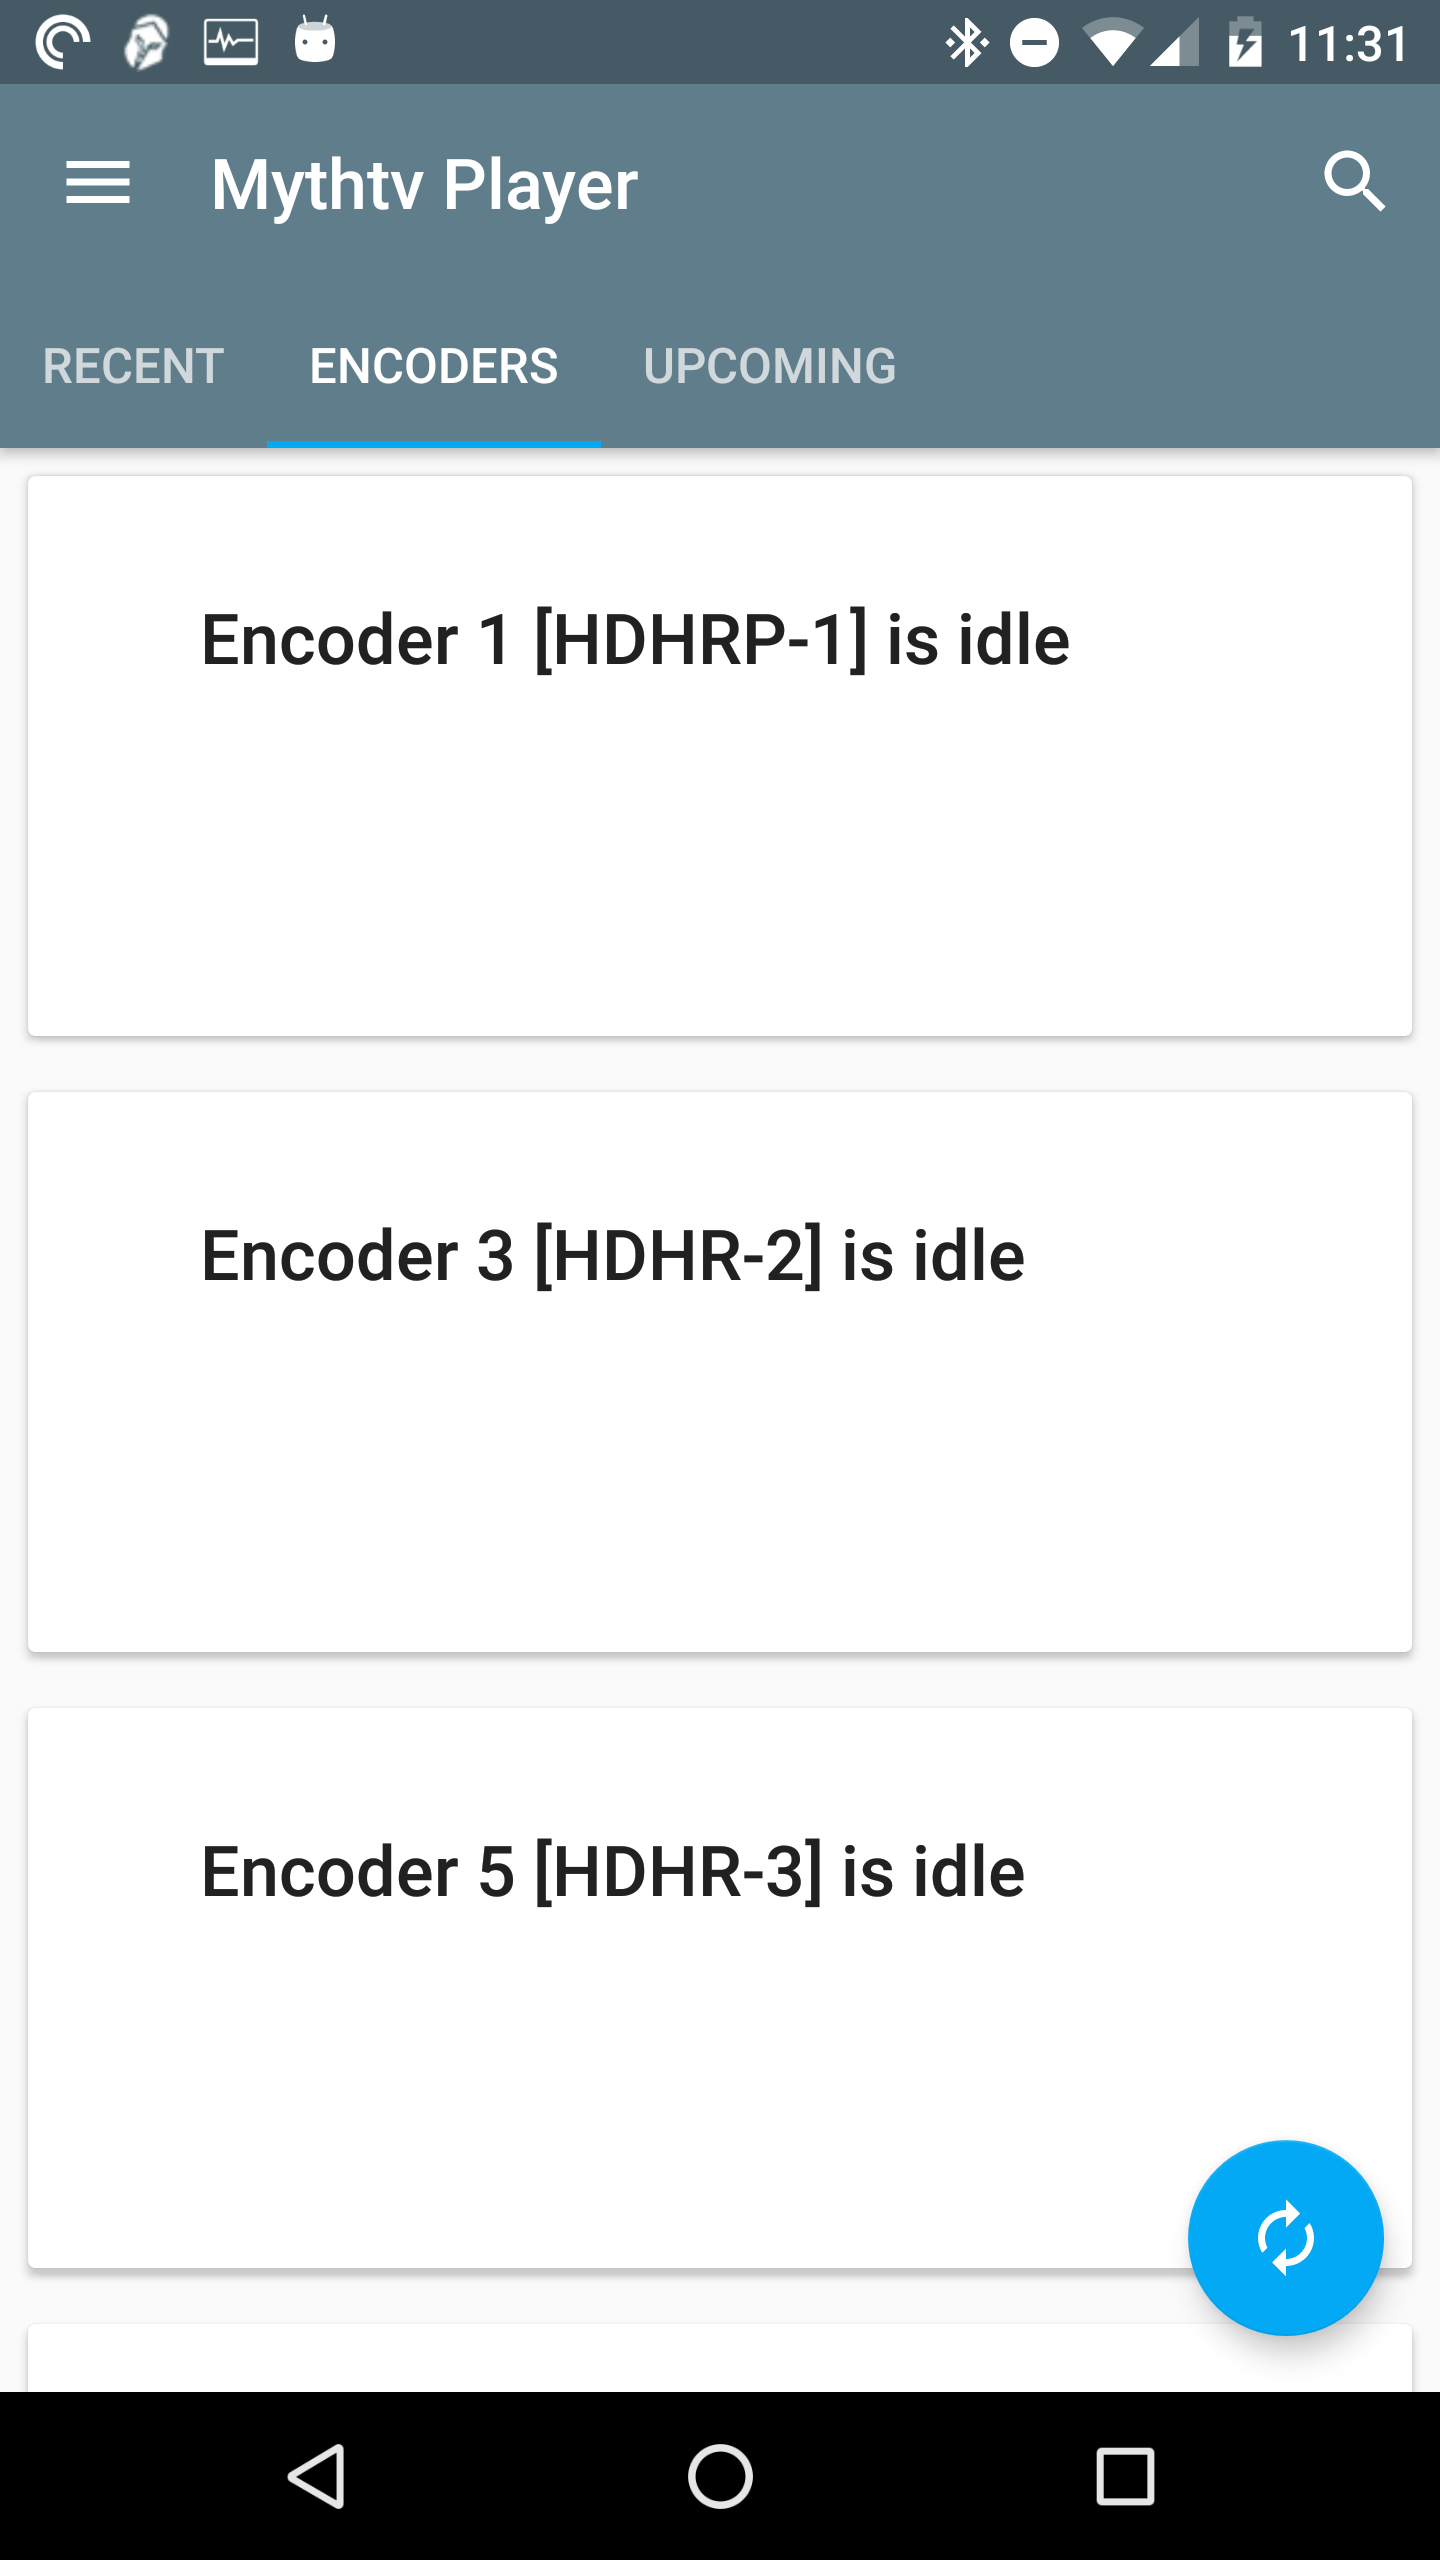 11:31
Mythtv Player
RECENT ENCODERS UPCOMING
Encoder 1 [HDHRP-1] is idle
Encoder 3 [HDHR-2] is idle
Encoder 5 [HDHR-3] is idle